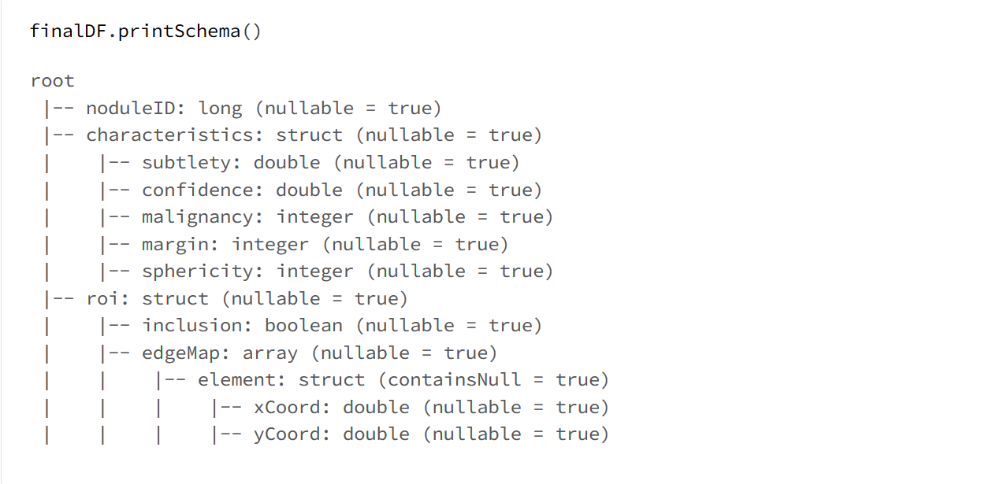 finalDF.printSchema()
root
 |-- noduleID: long (nullable = true)
 |-- characteristics: struct (nullable = true)
 |    |-- subtlety: double (nullable = true)
 |    |-- confidence: double (nullable = true)
 |    |-- malignancy: integer (nullable = true)
 |    |-- margin: integer (nullable = true)
 |    |-- sphericity: integer (nullable = true)
 |-- roi: struct (nullable = true)
 |    |-- inclusion: boolean (nullable = true)
 |    |-- edgeMap: array (nullable = true)
 |    |    |-- element: struct (containsNull = true)
 |    |    |    |-- xCoord: double (nullable = true)
 |    |    |    |-- yCoord: double (nullable = true)